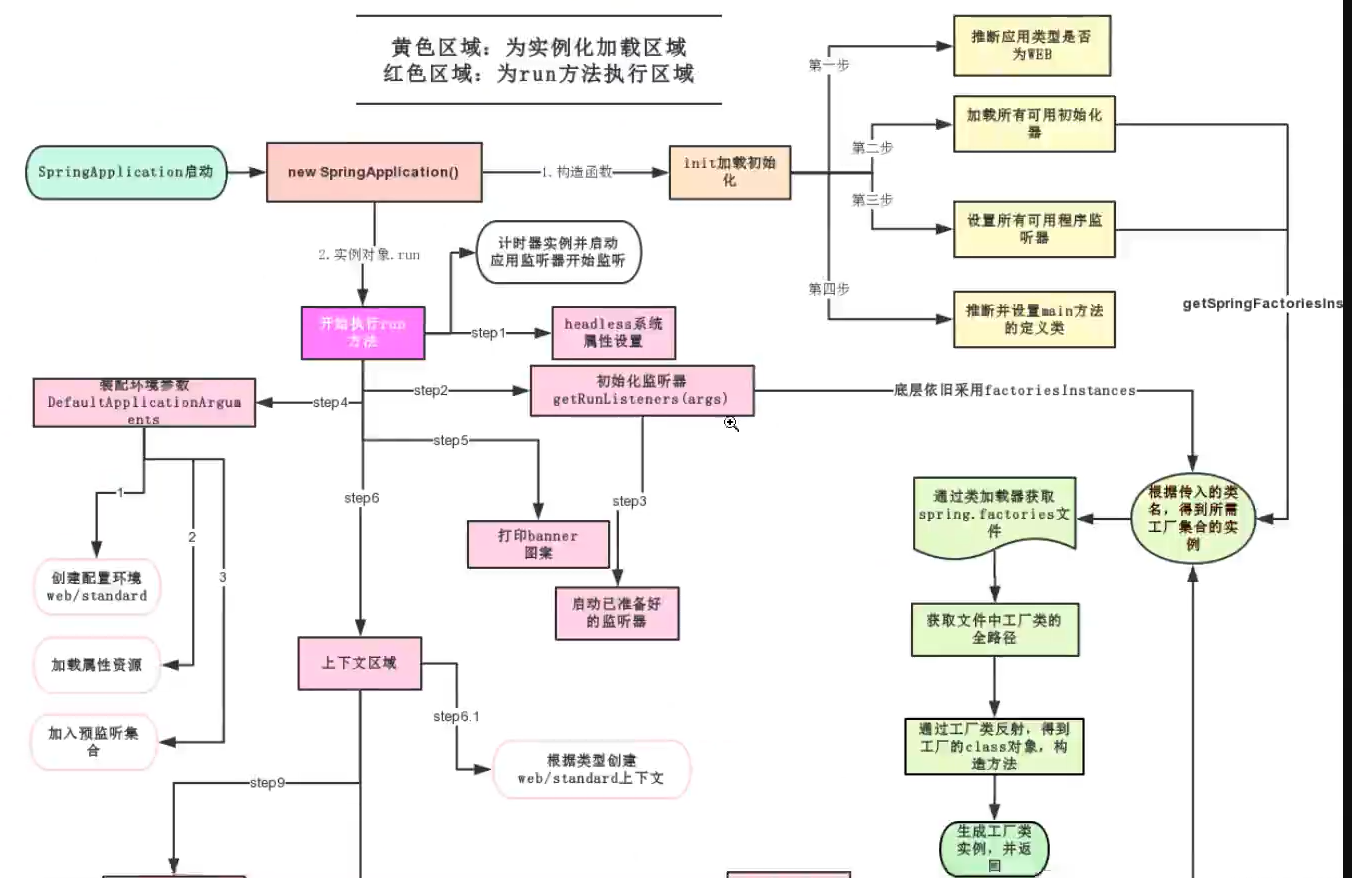 黄色区域：为实例化加载区域
红色区域：为run方法执行区域
推断应用类型是否
为WEB
第一步
加载所有可用初始化
器
第二步
SpringApplication启动
new SpringApplication()
1.构造函数
init加载初始
化
第三步
设置所有可用程序监
听器
计时器实例并启动
应用监听器开始监听
2.实例对象.run
第四步
推断并设置main方法
的定义类
getSpringFactoriesIns
开始执行run
方法
step1
headless系统
属性设置
装配环境参数
DefaultApplicationArgum
ents
step4
step2
初始化监听器
getRunListeners(args)
底层依旧采用factoriesInstances
step5
step6
step3
1
2
3
打印banner
图案
通过类加载器获取
spring.factories文
件
根据传入的类
名，得到所需
工厂集合的实
例
创建配置环境
web/standard
启动已准备好
的监听器
获取文件中工厂类的
全路径
加载属性资源
上下文区域
step6.1
加入预监听集
合
根据类型创建
web/standard上下文
通过工厂类反射，得到
工厂的class对象，构
造方法
step9
生成工厂类
实例，并返
回